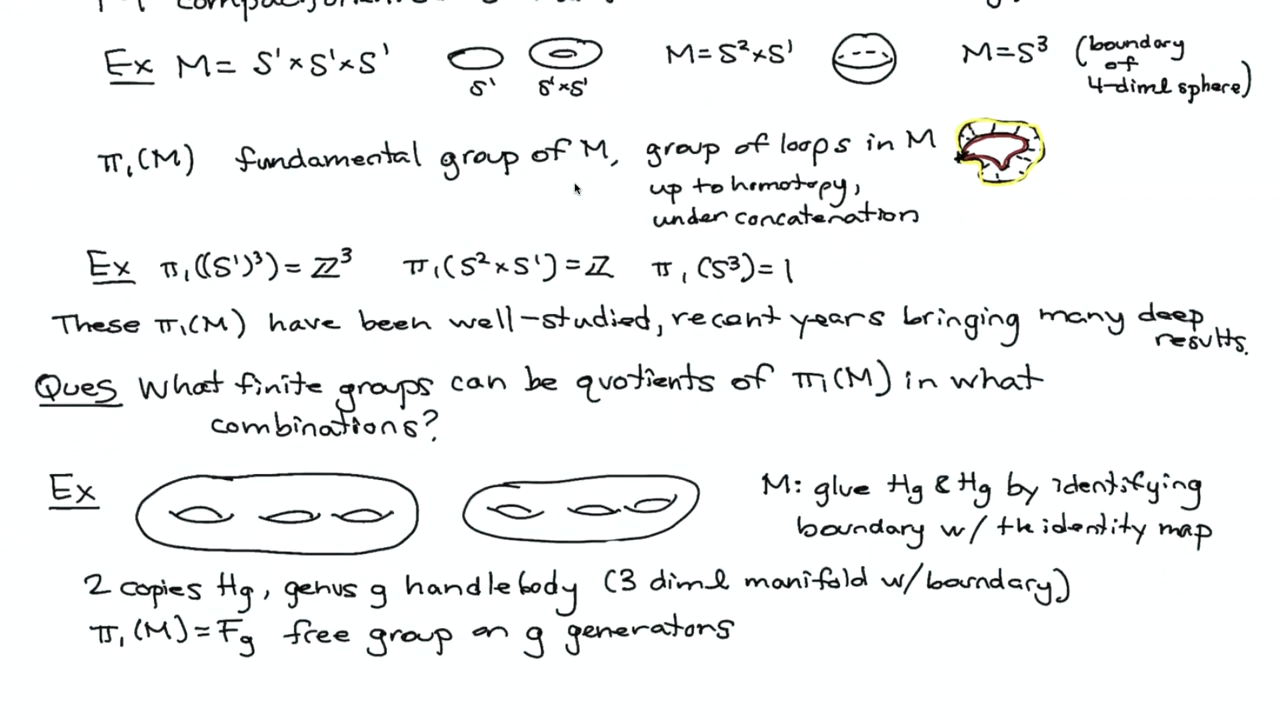 Ex M= S¹×S¹×S¹ S¹ S¹×S¹ M=S²×S¹ M=S³ (boundary of 4-diml sphere)
π₁(M) fundamental group of M, group of loops in M
up to homotopy,
under concatenation
Ex π₁((S¹)³)=ℤ³ π₁(S²×S¹)=ℤ π₁(S³)=1
These π₁(M) have been well-studied, recent years bringing many deep
results.
Ques What finite groups can be quotients of π₁(M) in what
combinations?
Ex M: glue Hg & Hg by identifying
boundary w/ the identity map
2 copies Hg, genus g handlebody (3 diml manifold w/boundary)
π₁(M)=Fg free group on g generators